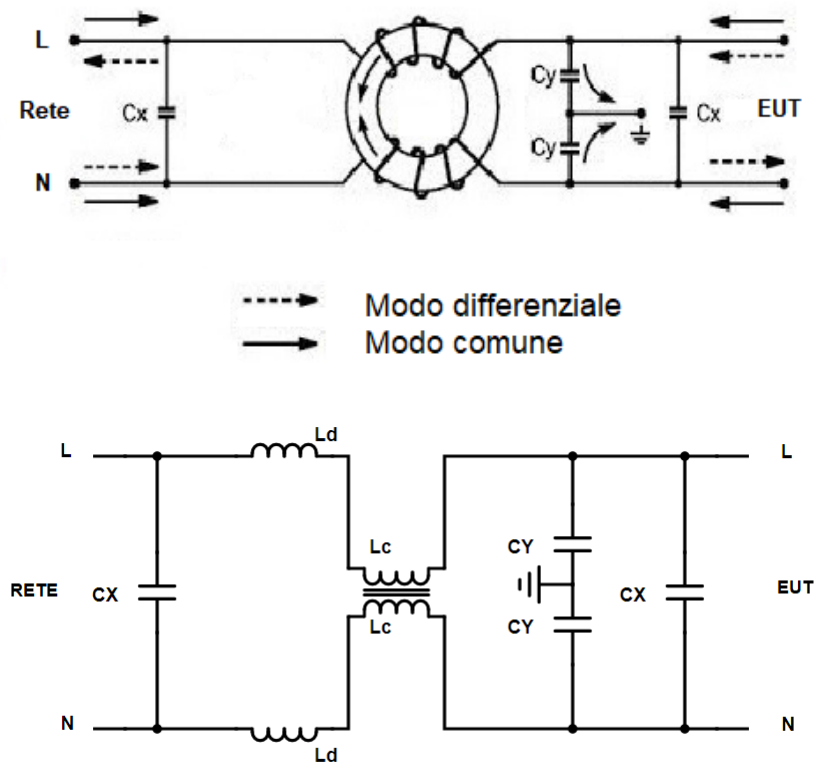 L
Rete
Cx
N
Cy
Cy
Cx
EUT
Modo differenziale
Modo comune
L
Ld
L
Lc
CY
RETE
CX
CX
EUT
Lc
CY
N
Ld
N